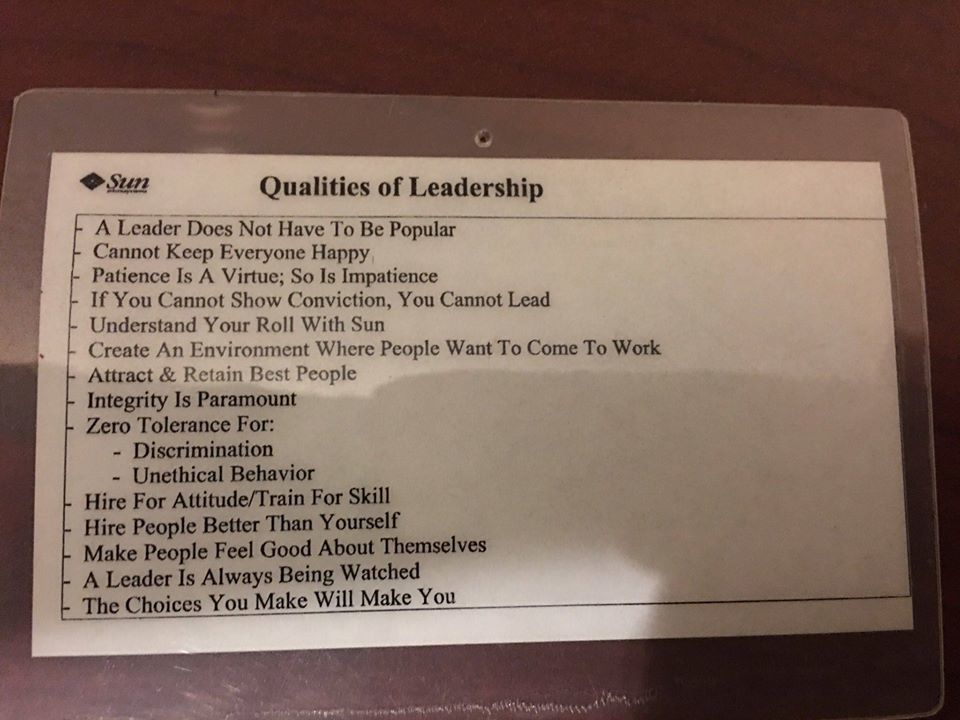 Sun
microsystems
Qualities of Leadership
- A Leader Does Not Have To Be Popular
- Cannot Keep Everyone Happy
- Patience Is A Virtue; So Is Impatience
- If You Cannot Show Conviction, You Cannot Lead
- Understand Your Roll With Sun
- Create An Environment Where People Want To Come To Work
- Attract & Retain Best People
- Integrity Is Paramount
- Zero Tolerance For:
- Discrimination
- Unethical Behavior
- Hire For Attitude/Train For Skill
- Hire People Better Than Yourself
- Make People Feel Good About Themselves
- A Leader Is Always Being Watched
- The Choices You Make Will Make You